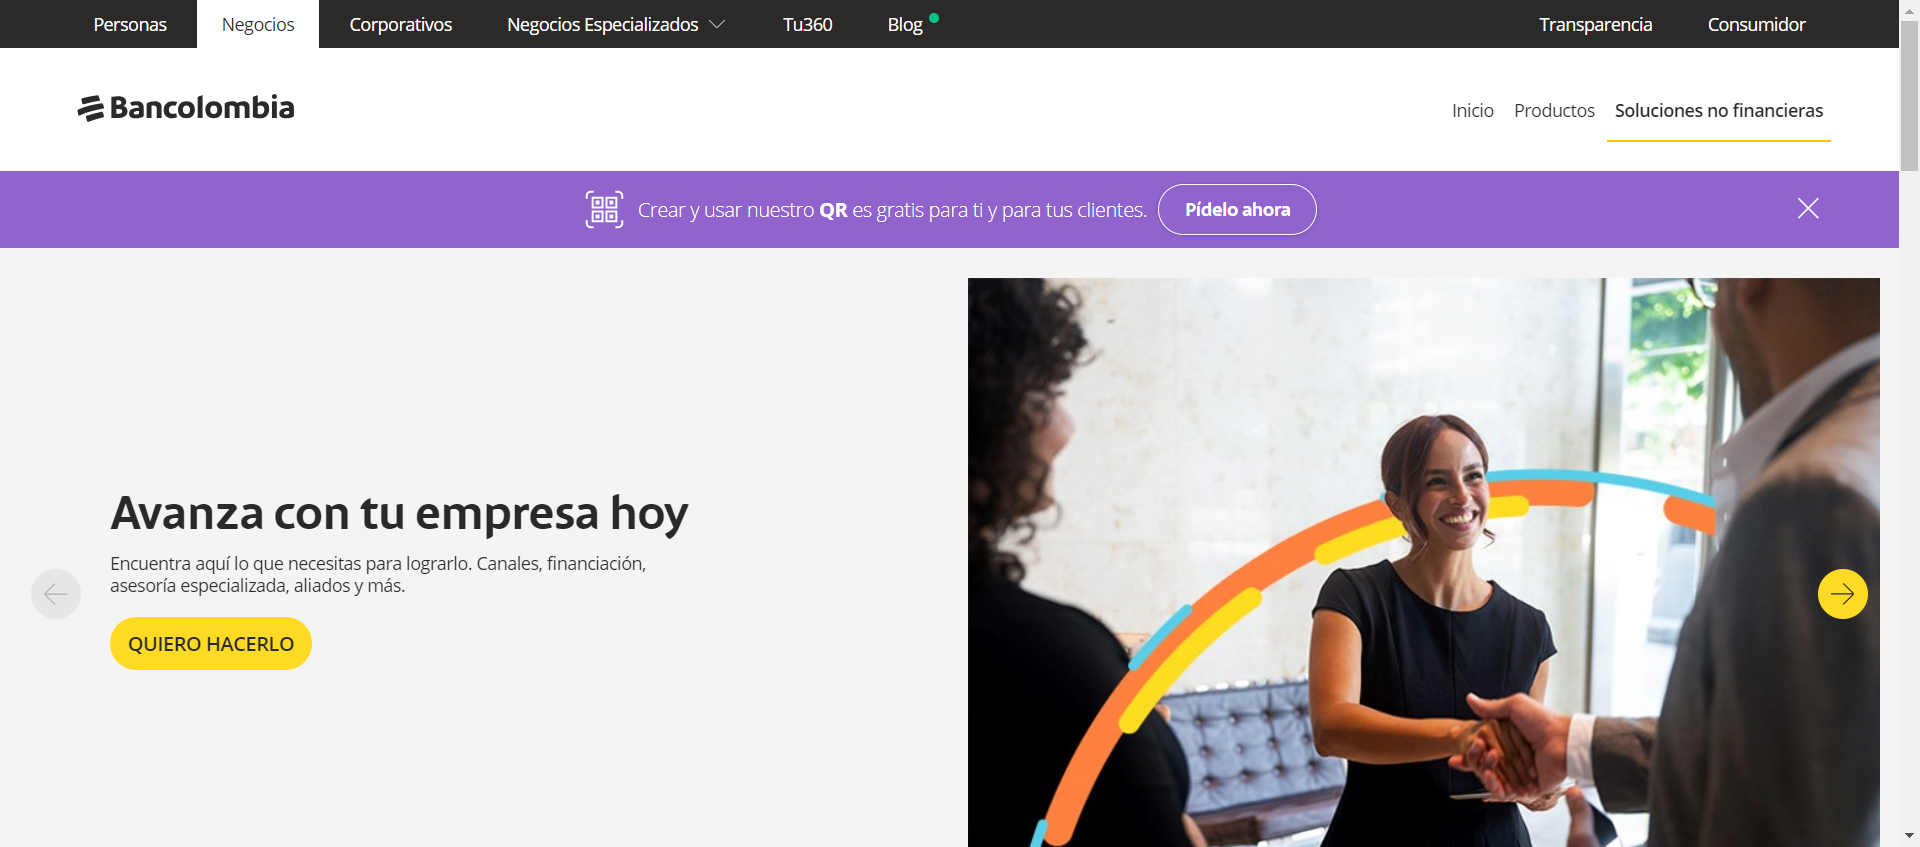 Personas Negocios Corporativos Negocios Especializados Tu360 Blog Transparencia Consumidor
Bancolombia
Inicio Productos Soluciones no financieras
Crear y usar nuestro QR es gratis para ti y para tus clientes. Pídelo ahora
Avanza con tu empresa hoy
Encuentra aquí lo que necesitas para lograrlo. Canales, financiación,
asesoría especializada, aliados y más.
QUIERO HACERLO